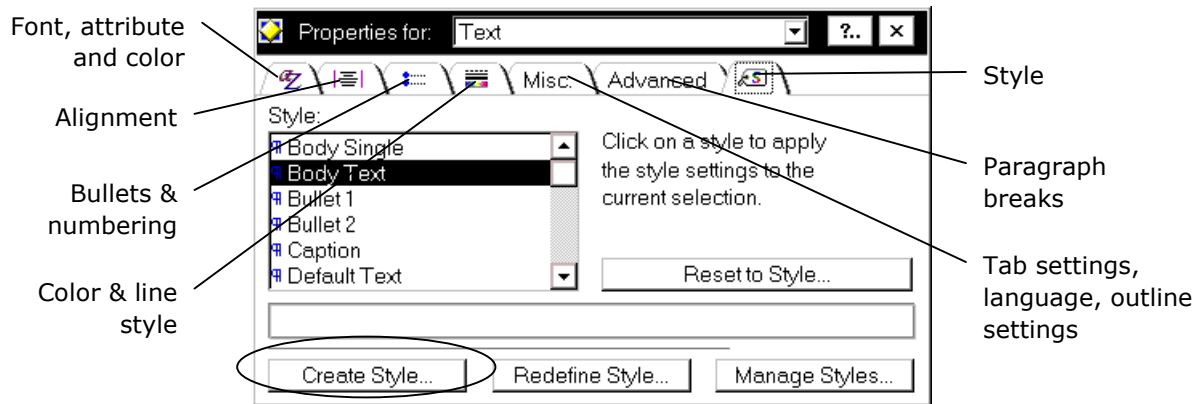 Font, attribute
and color
Alignment
Bullets &
numbering
Color & line
style
Properties for: Text
?..
Misc. Advanced
Style:
Body Single
Body Text
Bullet 1
Bullet 2
Caption
Default Text
Click on a style to apply
the style settings to the
current selection.
Reset to Style...
Create Style... Redefine Style... Manage Styles...
Style
Paragraph
breaks
Tab settings,
language, outline
settings